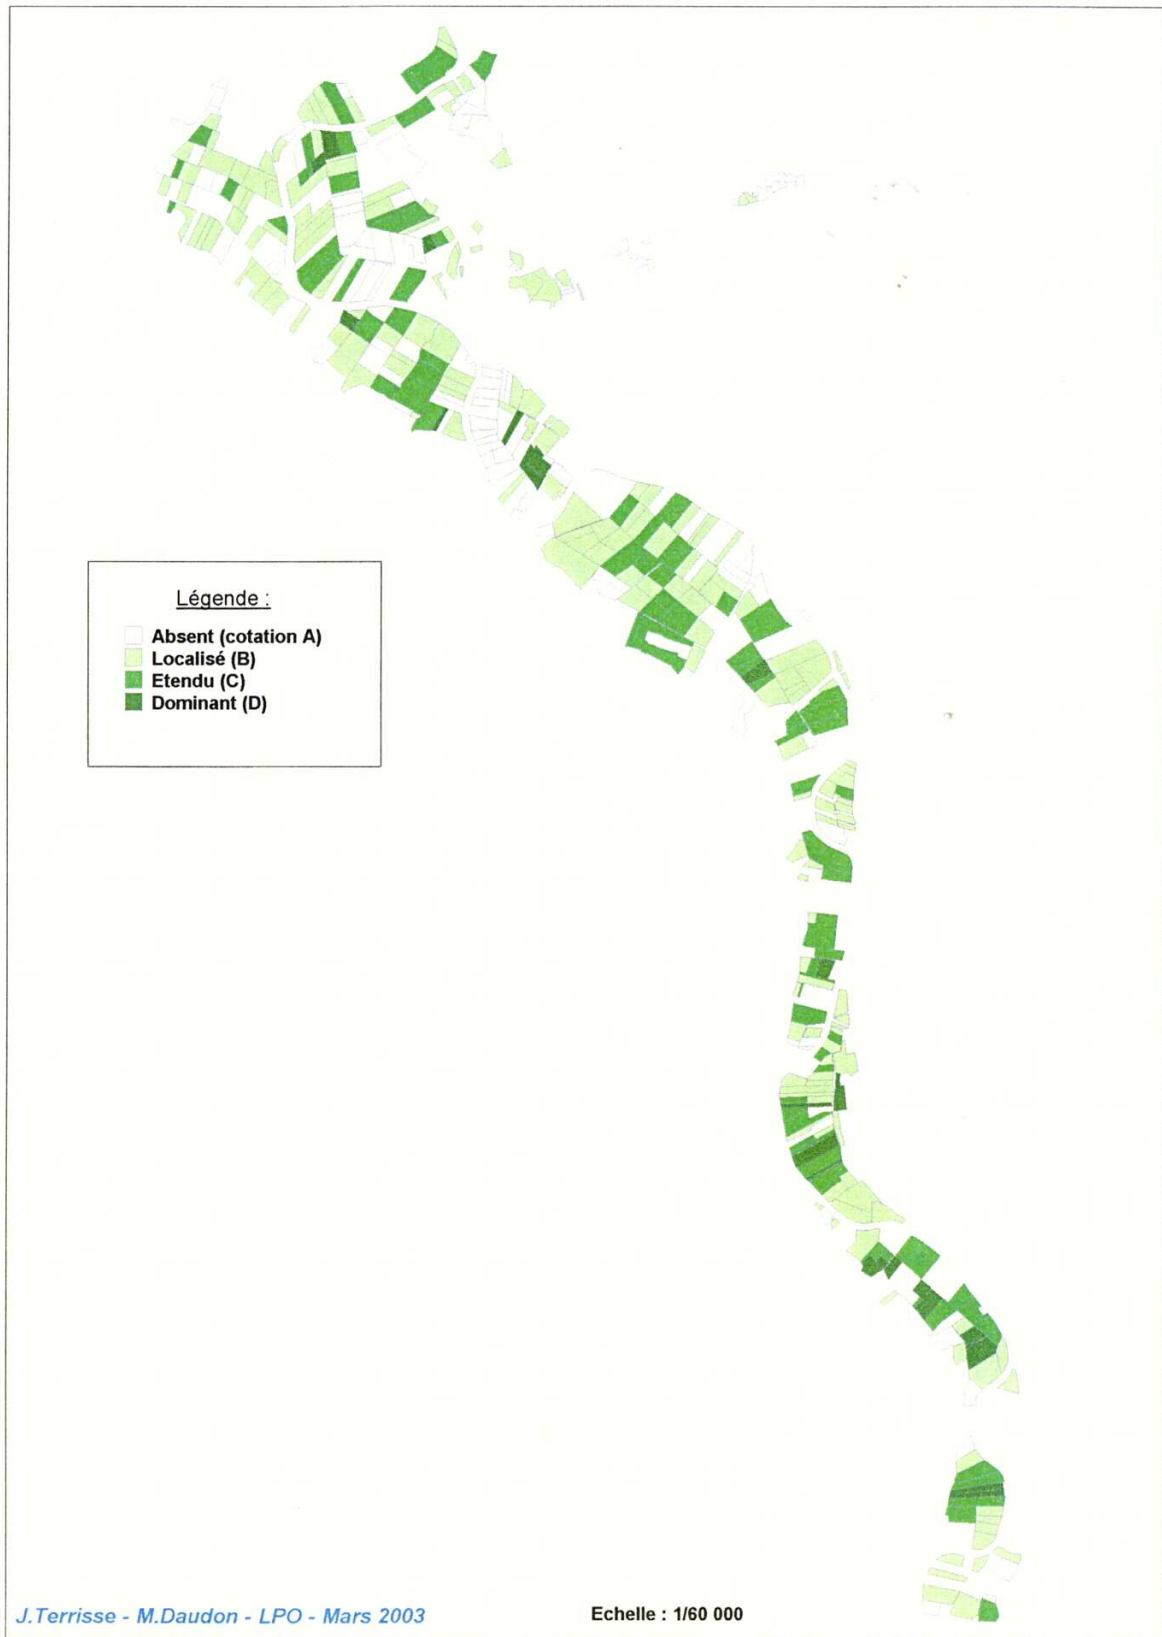 Légende :
Absent (cotation A)
Localisé (B)
Etendu (C)
Dominant (D)
J.Terrisse - M.Daudon - LPO - Mars 2003
Echelle : 1/60 000